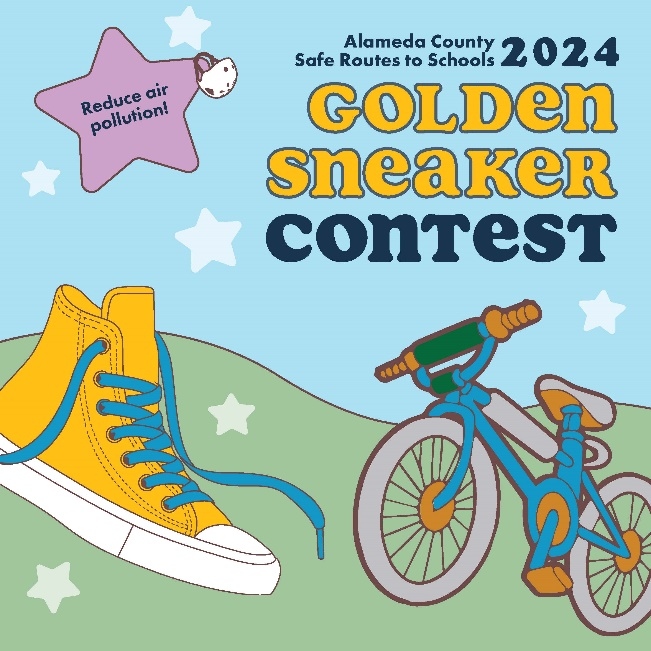 Alameda County
Safe Routes to Schools 2024
GOLDEN
SNEAKER
CONTEST
Reduce air
pollution!